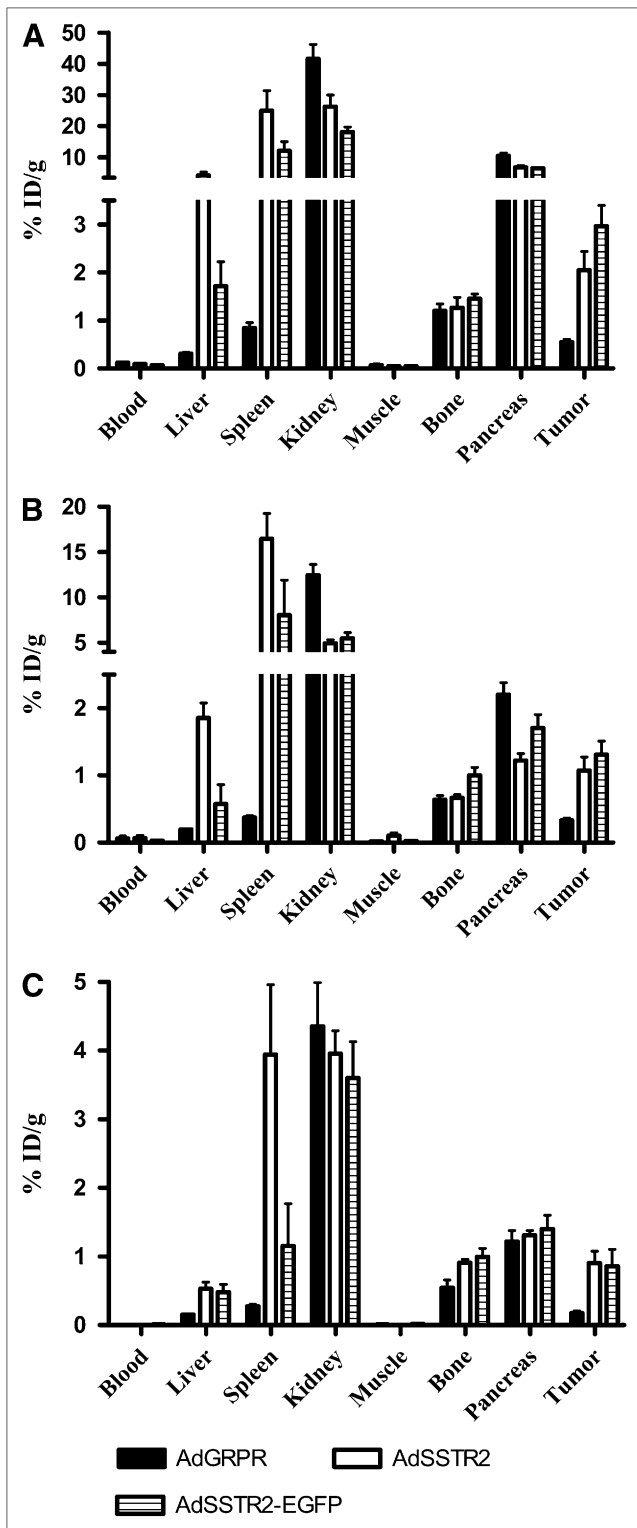 A
50
40
30
20
10
3
2
1
0
% ID/g
Blood
Liver
Spleen
Kidney
Muscle
Bone
Pancreas
Tumor
B
20
15
10
5
2
1
0
% ID/g
Blood
Liver
Spleen
Kidney
Muscle
Bone
Pancreas
Tumor
C
5
4
3
2
1
0
% ID/g
Blood
Liver
Spleen
Kidney
Muscle
Bone
Pancreas
Tumor
AdGRPR
AdSSTR2
AdSSTR2-EGFP